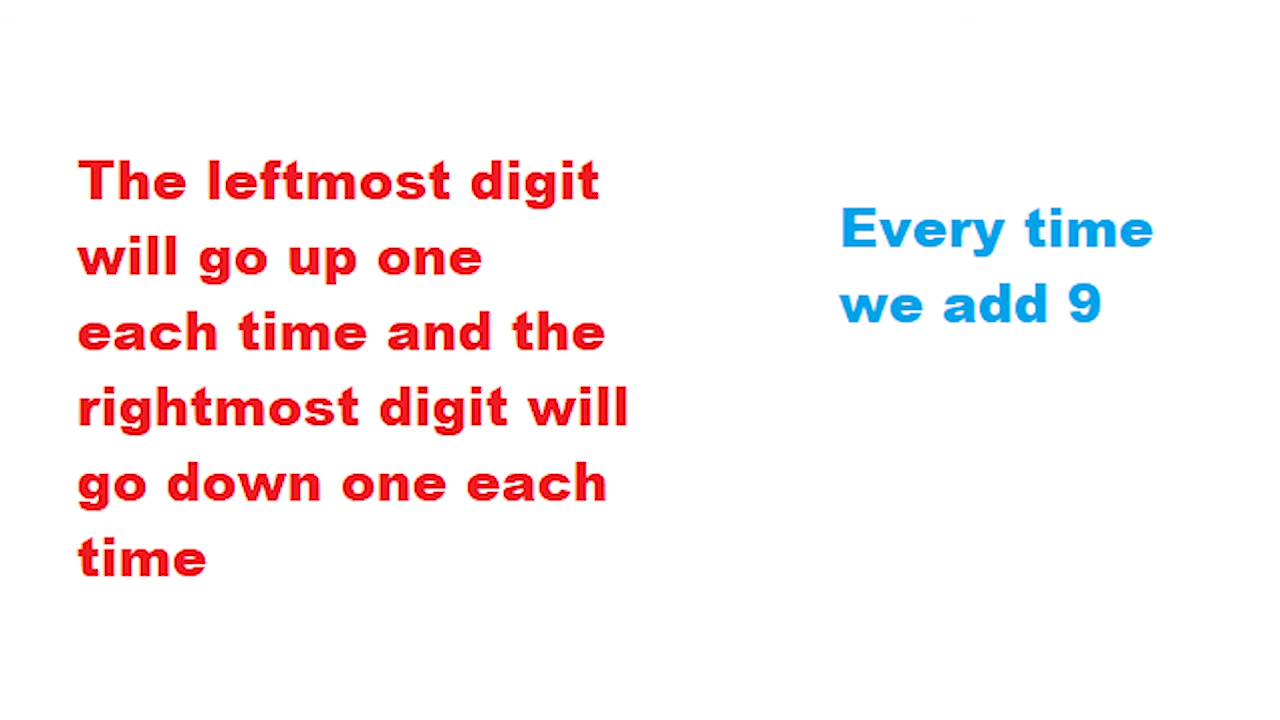 The leftmost digit
will go up one
each time and the
rightmost digit will
go down one each
time
Every time
we add 9